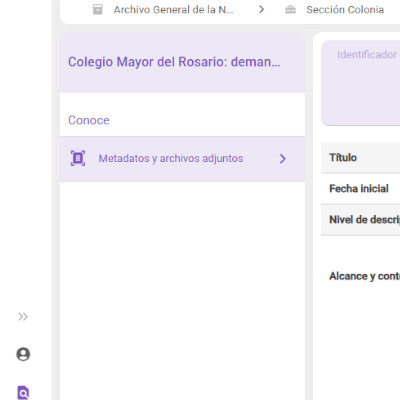 Archivo General de la N... Sección Colonia
Colegio Mayor del Rosario: deman...
Conoce
Metadatos y archivos adjuntos
Identificador
Título
Fecha inicial
Nivel de descri
Alcance y cont